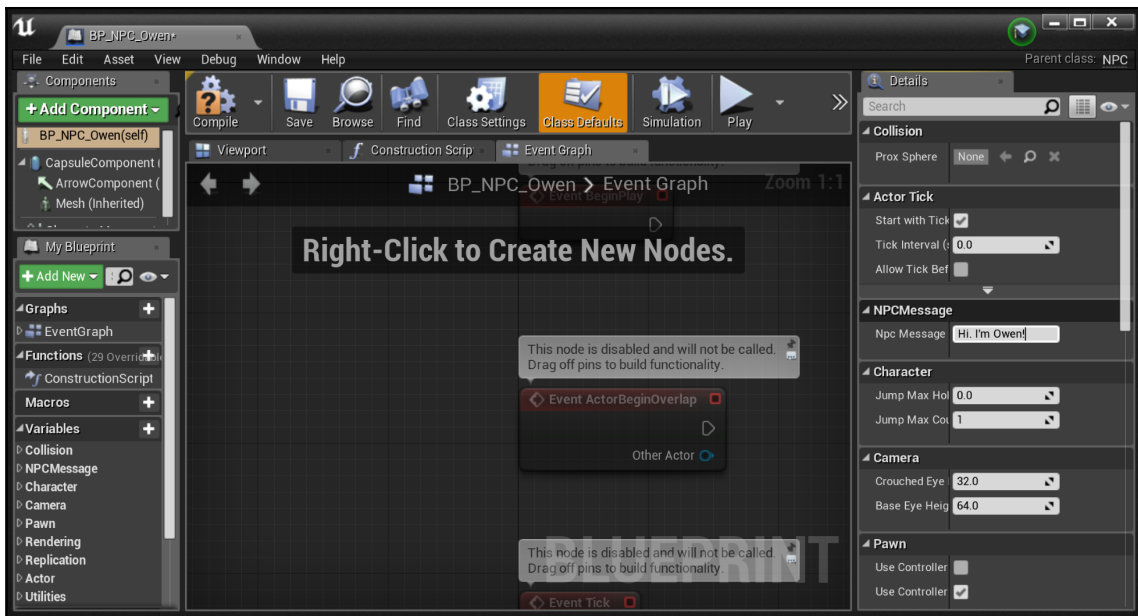 BP_NPC_Owen*
File Edit Asset View Debug Window Help
Parent class: NPC
Components
+Add Component
BP_NPC_Owen(self)
CapsuleComponent (
ArrowComponent (
Mesh (Inherited)
My Blueprint
+Add New
Graphs
EventGraph
Functions (29 Overridable
ConstructionScript
Macros
Variables
Collision
NPCMessage
Character
Camera
Pawn
Rendering
Replication
Actor
Utilities
Compile Save Browse Find Class Settings Class Defaults Simulation Play
Viewport Construction Scrip Event Graph
Drag off pins to build functionality.
BP_NPC_Owen > Event Graph
Zoom 1:1
Event BeginPlay
Right-Click to Create New Nodes.
This node is disabled and will not be called.
Drag off pins to build functionality.
Event ActorBeginOverlap
Other Actor
This node is disabled and will not be called.
Drag off pins to build functionality.
BLUEPRINT
Event Tick
Details
Search
Collision
Prox Sphere None
Actor Tick
Start with Tick
Tick Interval (s 0.0
Allow Tick Bef
NPCMessage
Npc Message Hi. I'm Owen!
Character
Jump Max Hol 0.0
Jump Max Cou 1
Camera
Crouched Eye 32.0
Base Eye Heig 64.0
Pawn
Use Controller
Use Controller